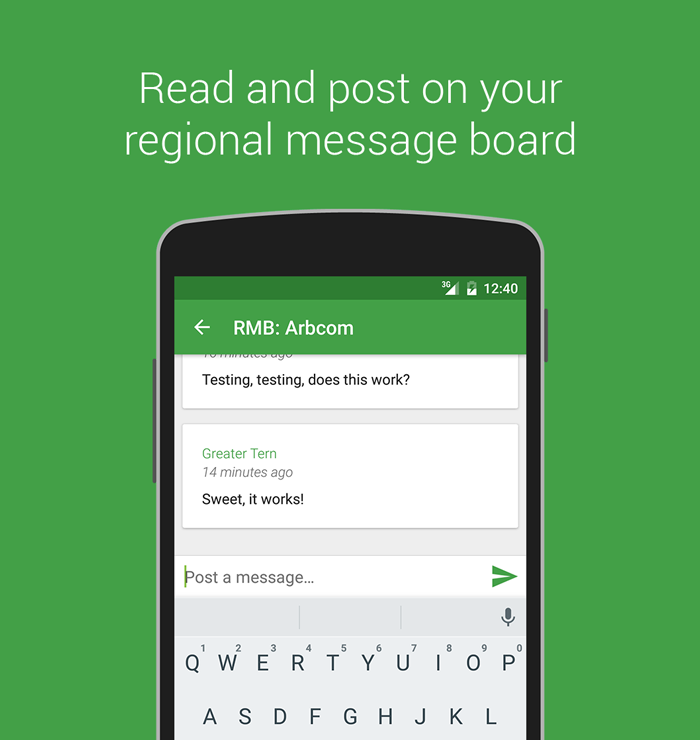 Read and post on your
regional message board
3G 12:40
RMB: Arbcom
minutes ago
Testing, testing, does this work?
Greater Tern
14 minutes ago
Sweet, it works!
Post a message…
1 2 3 4 5 6 7 8 9 0
Q W E R T Y U I O P
A S D F G H J K L